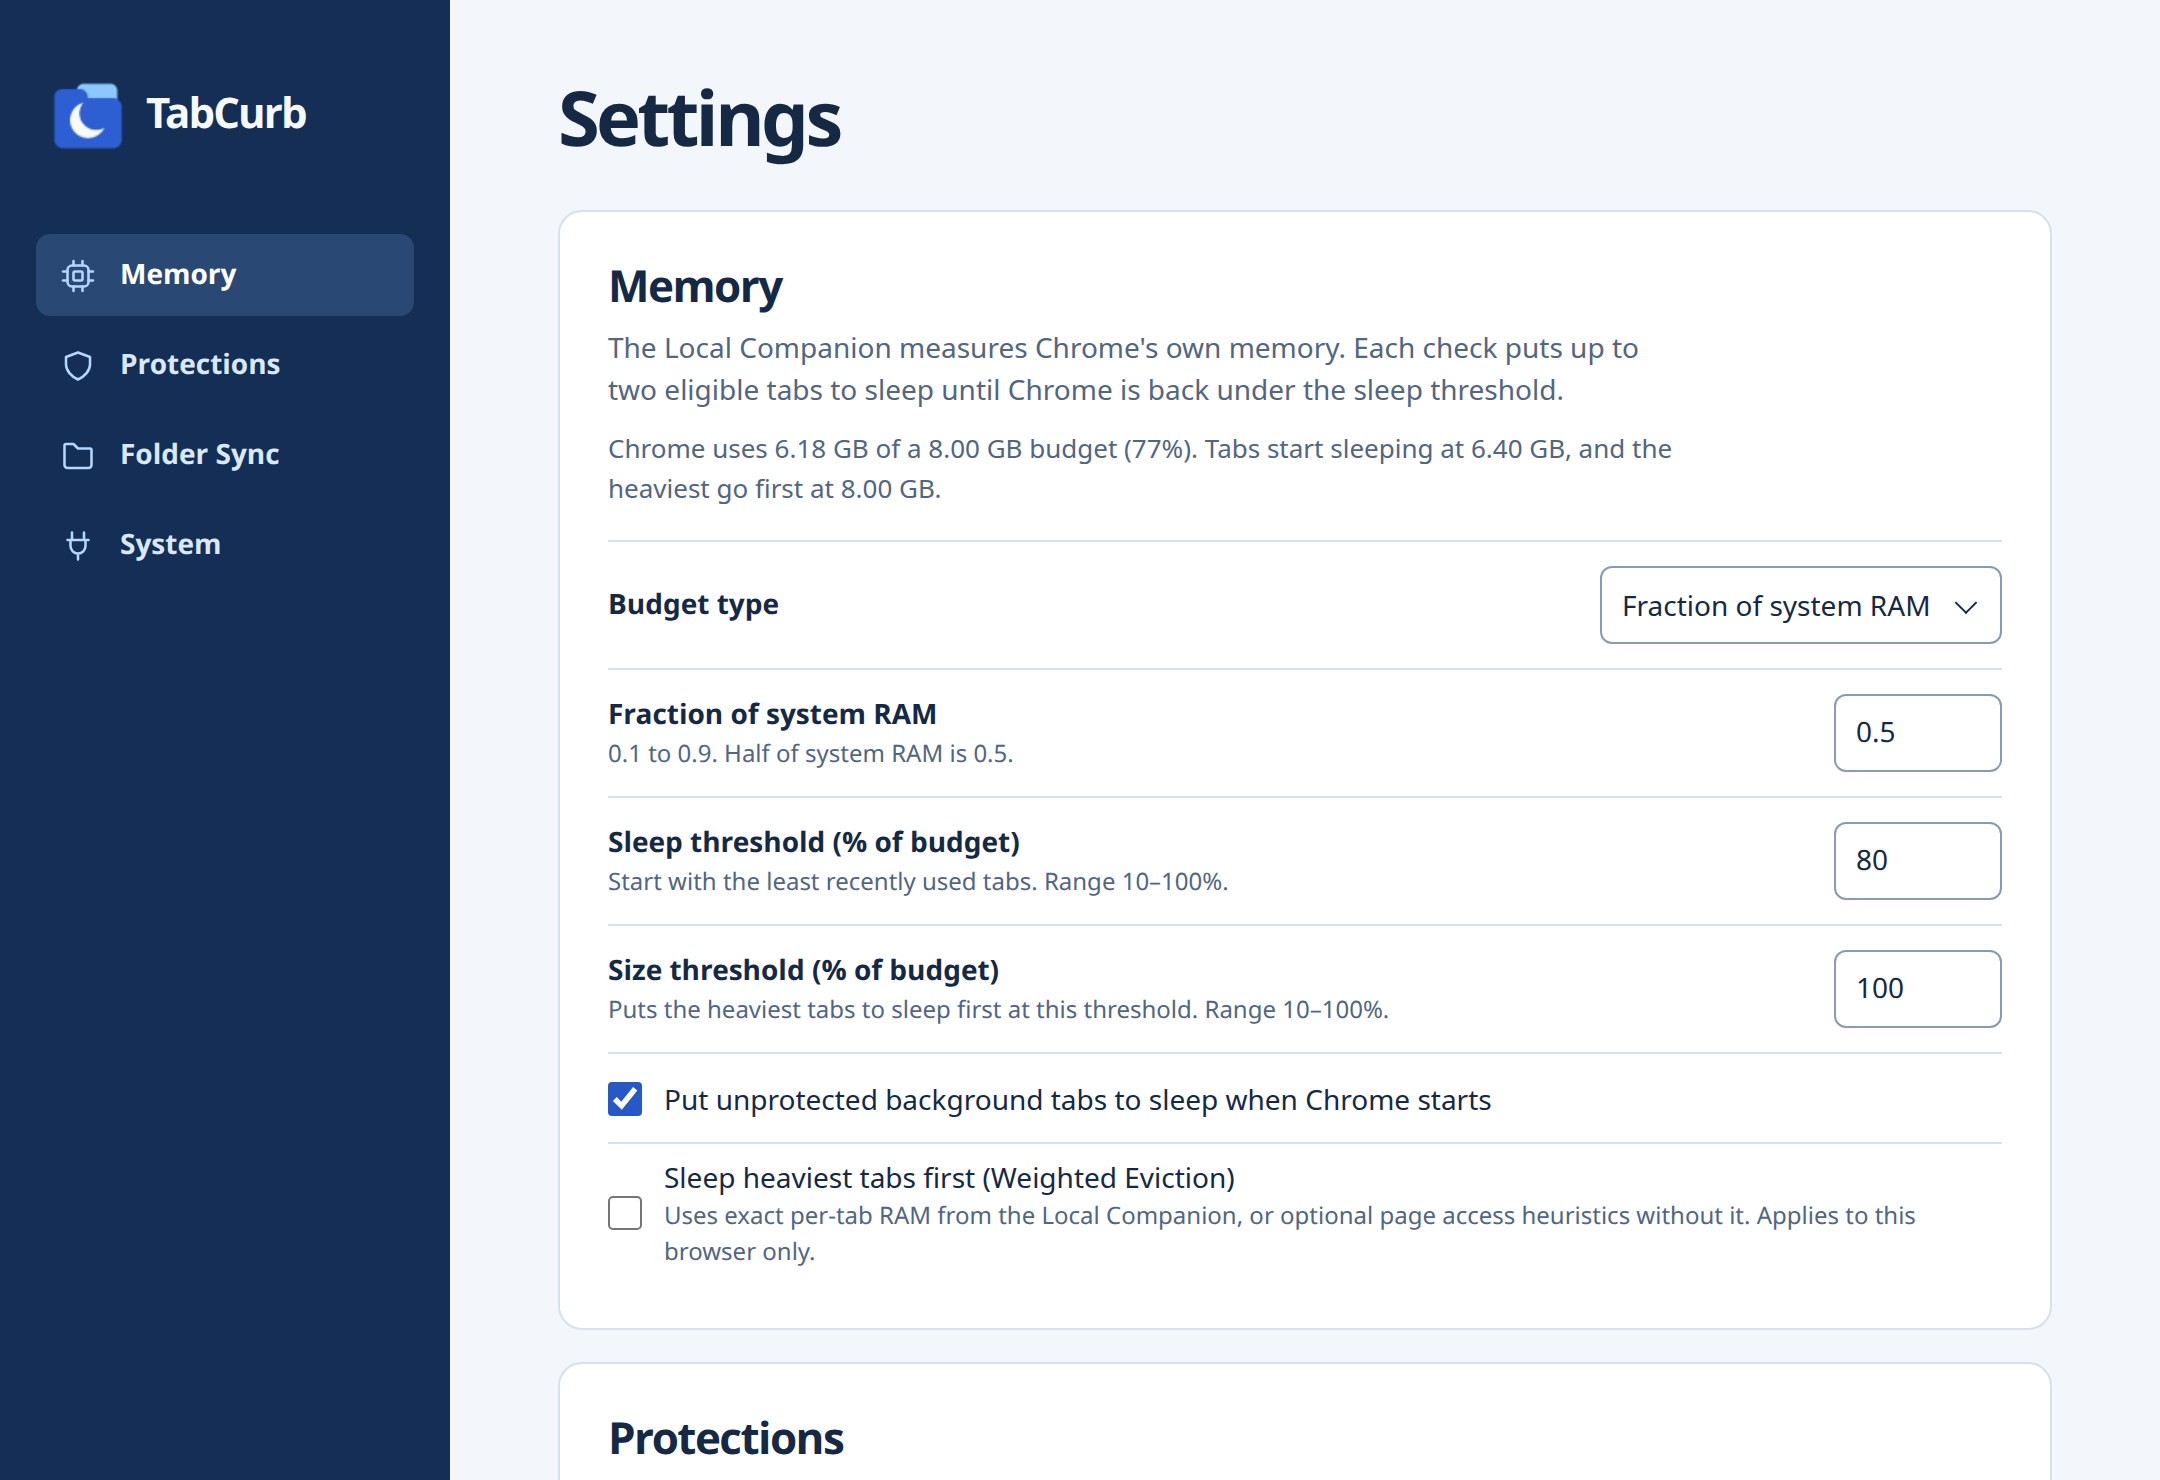 TabCurb
Memory
Protections
Folder Sync
System
Settings
Memory
The Local Companion measures Chrome's own memory. Each check puts up to
two eligible tabs to sleep until Chrome is back under the sleep threshold.
Chrome uses 6.18 GB of a 8.00 GB budget (77%). Tabs start sleeping at 6.40 GB, and the
heaviest go first at 8.00 GB.
Budget type
Fraction of system RAM
Fraction of system RAM
0.1 to 0.9. Half of system RAM is 0.5.
0.5
Sleep threshold (% of budget)
Start with the least recently used tabs. Range 10–100%.
80
Size threshold (% of budget)
Puts the heaviest tabs to sleep first at this threshold. Range 10–100%.
100
Put unprotected background tabs to sleep when Chrome starts
Sleep heaviest tabs first (Weighted Eviction)
Uses exact per-tab RAM from the Local Companion, or optional page access heuristics without it. Applies to this
browser only.
Protections